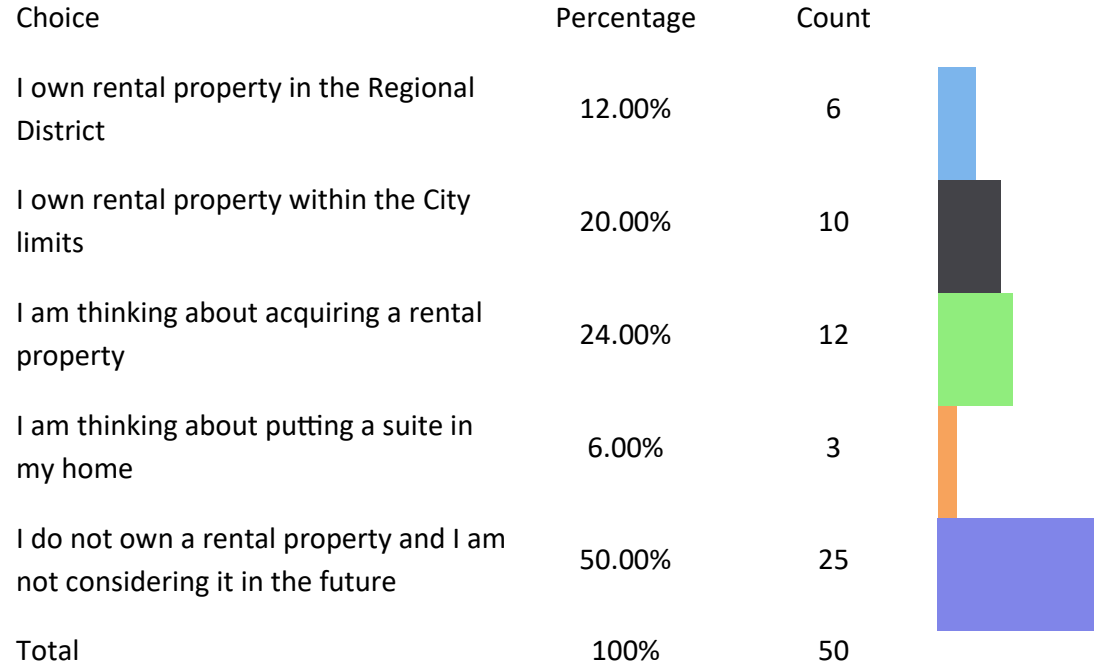 Choice Percentage Count
I own rental property in the Regional
District
12.00% 6
I own rental property within the City
limits
20.00% 10
I am thinking about acquiring a rental
property
24.00% 12
I am thinking about putting a suite in
my home
6.00% 3
I do not own a rental property and I am
not considering it in the future
50.00% 25
Total 100% 50